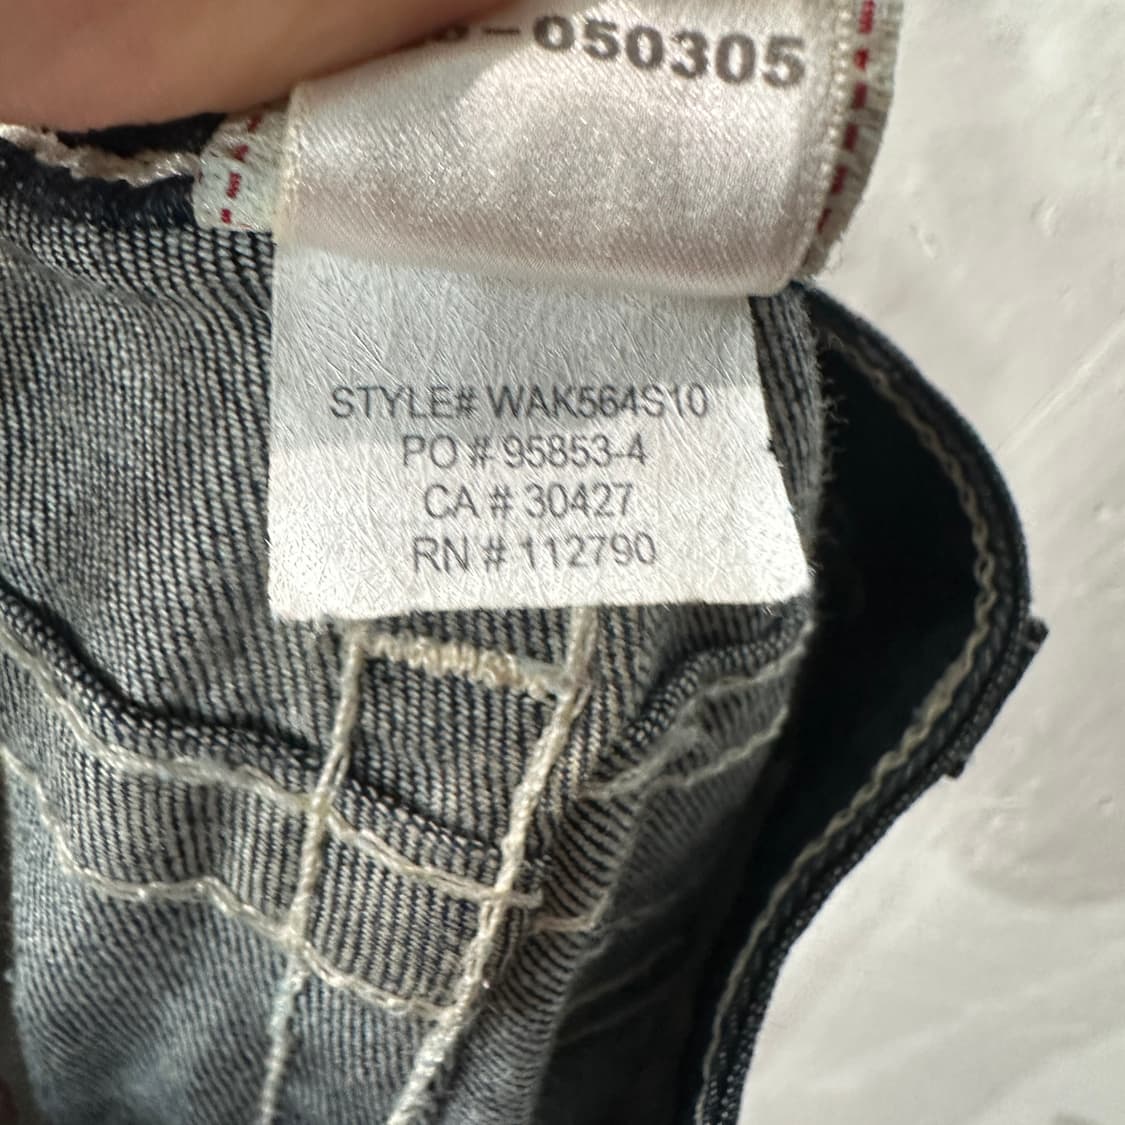 -050305
STYLE# WAK564S10
PO # 95853-4
CA # 30427
RN # 112790